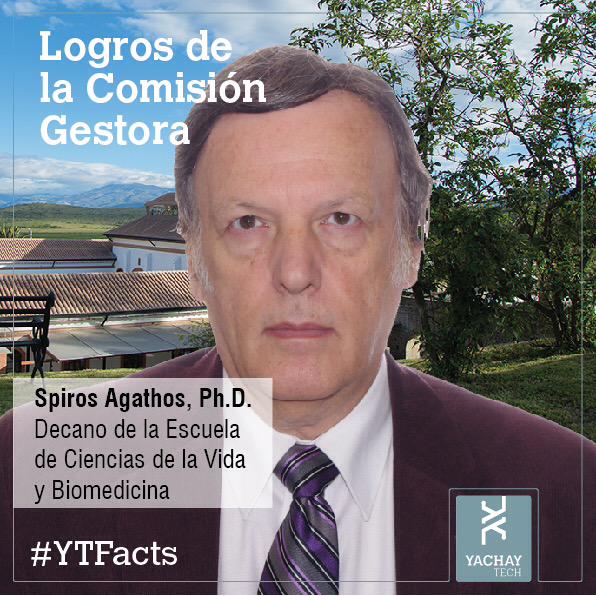 Logros de
la Comisión
Gestora
Spiros Agathos, Ph.D.
Decano de la Escuela
de Ciencias de la Vida
y Biomedicina
#YTFacts
YACHAY
TECH